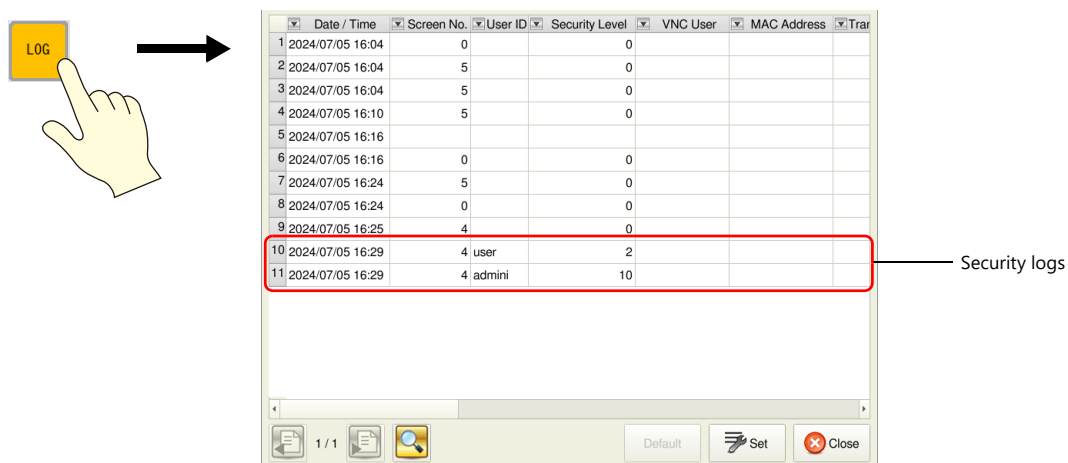 LOG
Date / Time Screen No. User ID Security Level VNC User MAC Address Tran
1 2024/07/05 16:04 0 0
2 2024/07/05 16:04 5 0
3 2024/07/05 16:04 5 0
4 2024/07/05 16:10 5 0
5 2024/07/05 16:16
6 2024/07/05 16:16 0 0
7 2024/07/05 16:24 5 0
8 2024/07/05 16:24 0 0
9 2024/07/05 16:25 4 0
10 2024/07/05 16:29 4 user 2
11 2024/07/05 16:29 4 admini 10
Security logs
1 / 1 Default Set Close